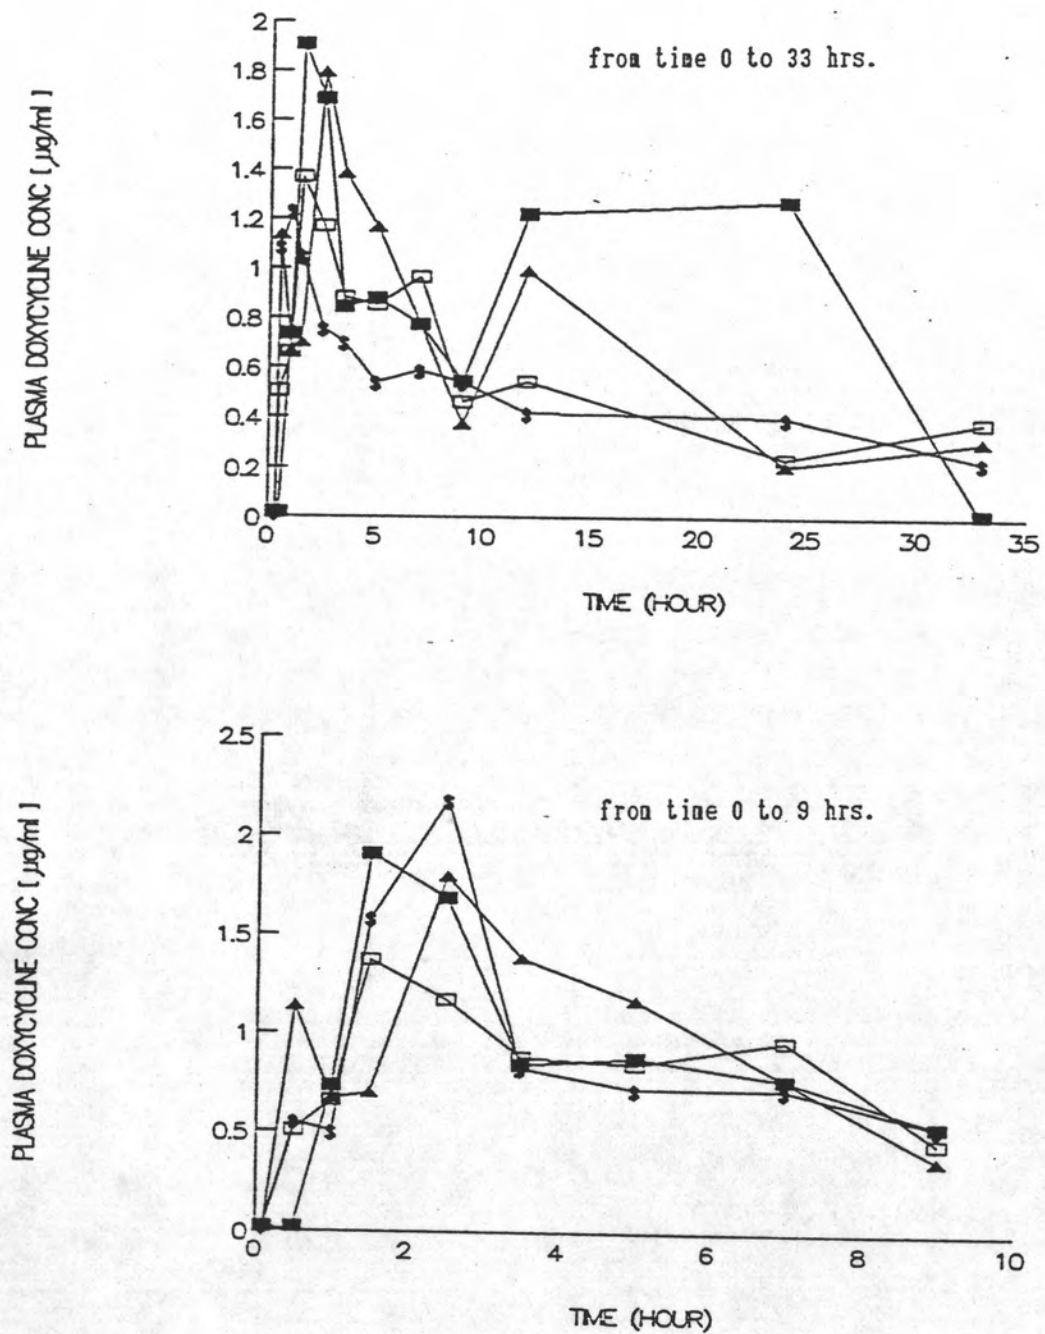 2
1.8
1.6
1.4
1.2
1
0.8
0.6
0.4
0.2
0
PLASMA DOXYCYCLINE CONC [ µg/ml ]
from time 0 to 33 hrs.
0 5 10 15 20 25 30 35
TIME (HOUR)
2.5
2
1.5
1
0.5
0
PLASMA DOXYCYCLINE CONC [ µg/ml ]
from time 0 to 9 hrs.
0 2 4 6 8 10
TIME (HOUR)